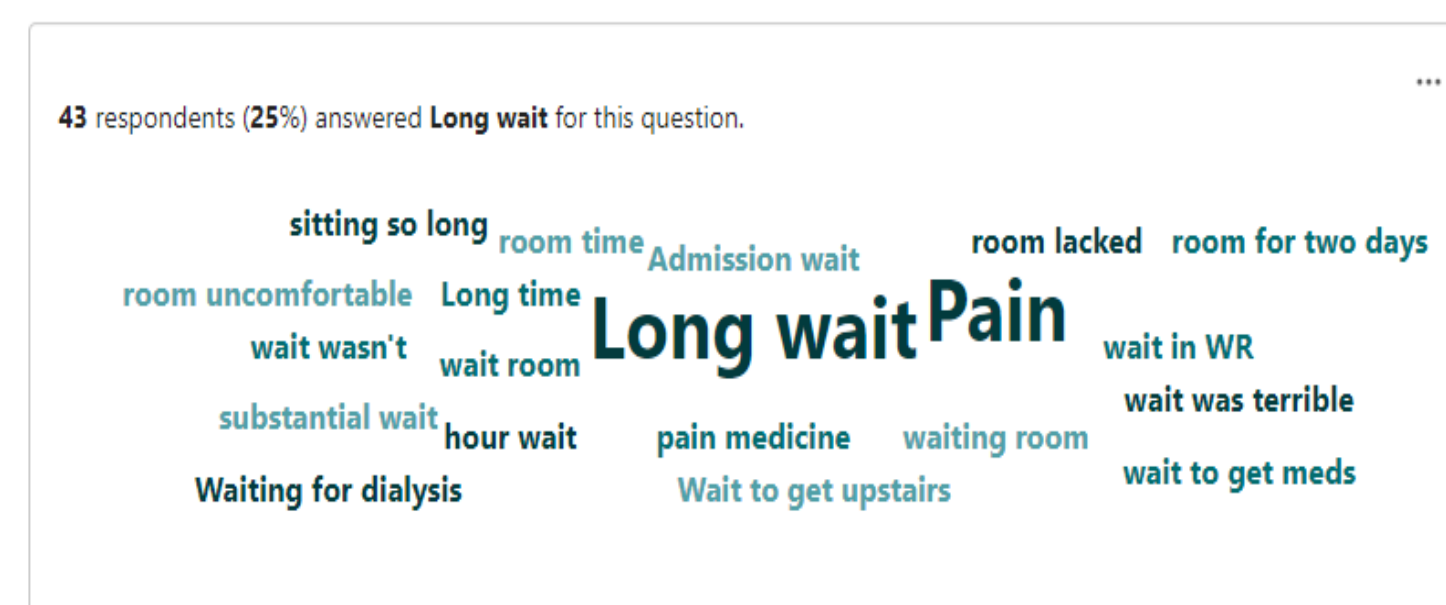 ...
43 respondents (25%) answered Long wait for this question.
sitting so long
room time
Admission wait
room lacked
room for two days
room uncomfortable
Long time
Long wait
Pain
wait wasn't
wait room
wait in WR
substantial wait
hour wait
pain medicine
waiting room
wait was terrible
Waiting for dialysis
Wait to get upstairs
wait to get meds